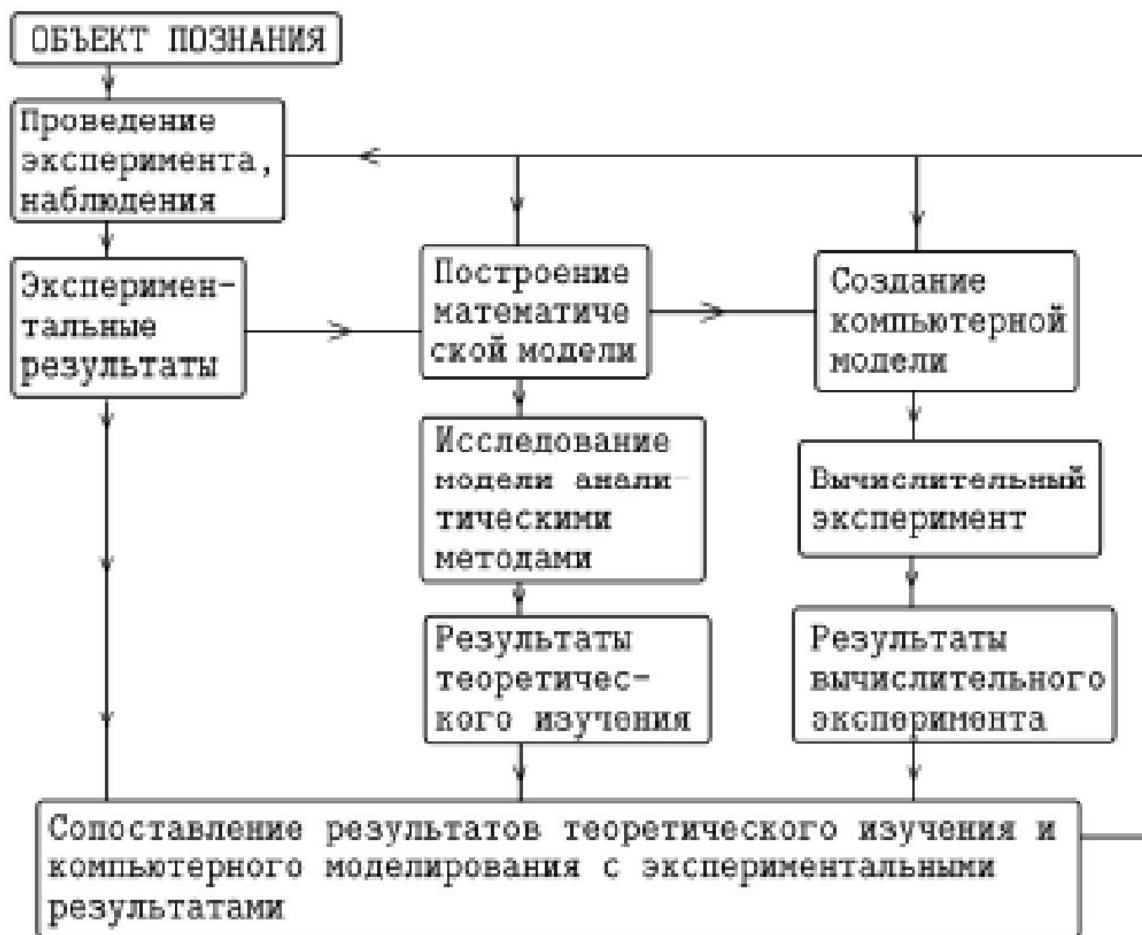 ОБЪЕКТ ПОЗНАНИЯ
Проведение
эксперимента,
наблюдения
Эксперимен-
тальные
результаты
Построение
математиче
ской модели
Создание
компьютерной
модели
Исследование
модели анали-
тическими
методами
Вычислительный
эксперимент
Результаты
теоретичес-
кого изучения
Результаты
вычислительного
эксперимента
Сопоставление результатов теоретического изучения и
компьютерного моделирования с экспериментальными
результатами